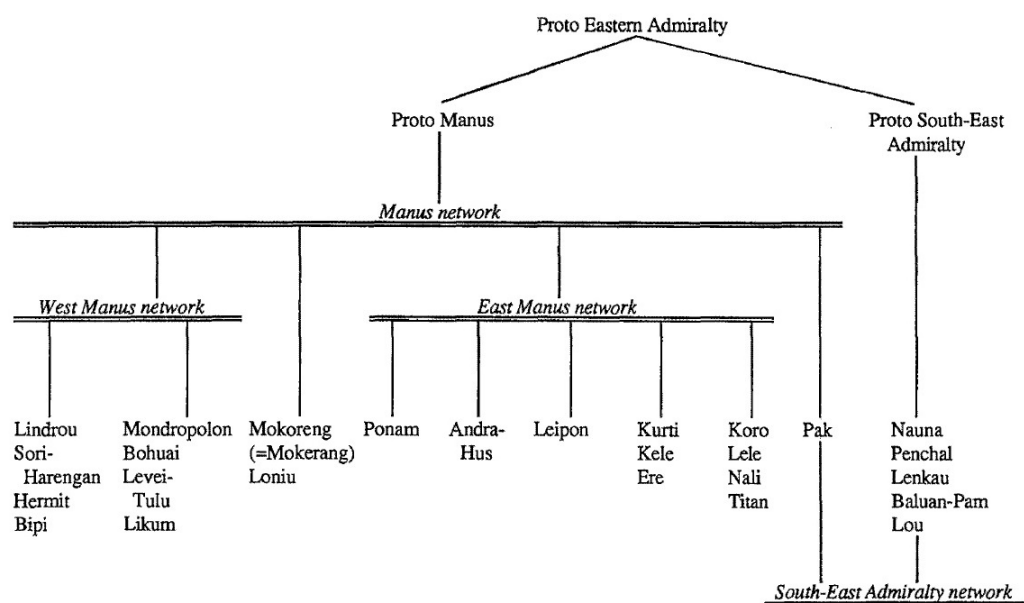 Proto Eastern Admiralty
Proto Manus
Proto South-East
Admiralty
Manus network
West Manus network
East Manus network
Lindrou
Sori-
Harengan
Hermit
Bipi
Mondropolon
Bohuai
Levei-
Tulu
Likum
Mokoreng
(=Mokerang)
Loniu
Ponam
Andra-
Hus
Leipon
Kurti
Kele
Ere
Koro
Lele
Nali
Titan
Pak
Nauna
Penchal
Lenkau
Baluan-Pam
Lou
South-East Admiralty network